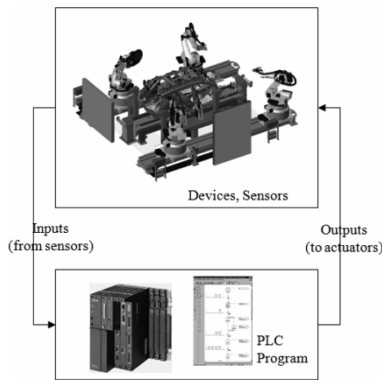 Devices, Sensors
Inputs
(from sensors)
Outputs
(to actuators)
PLC
Program